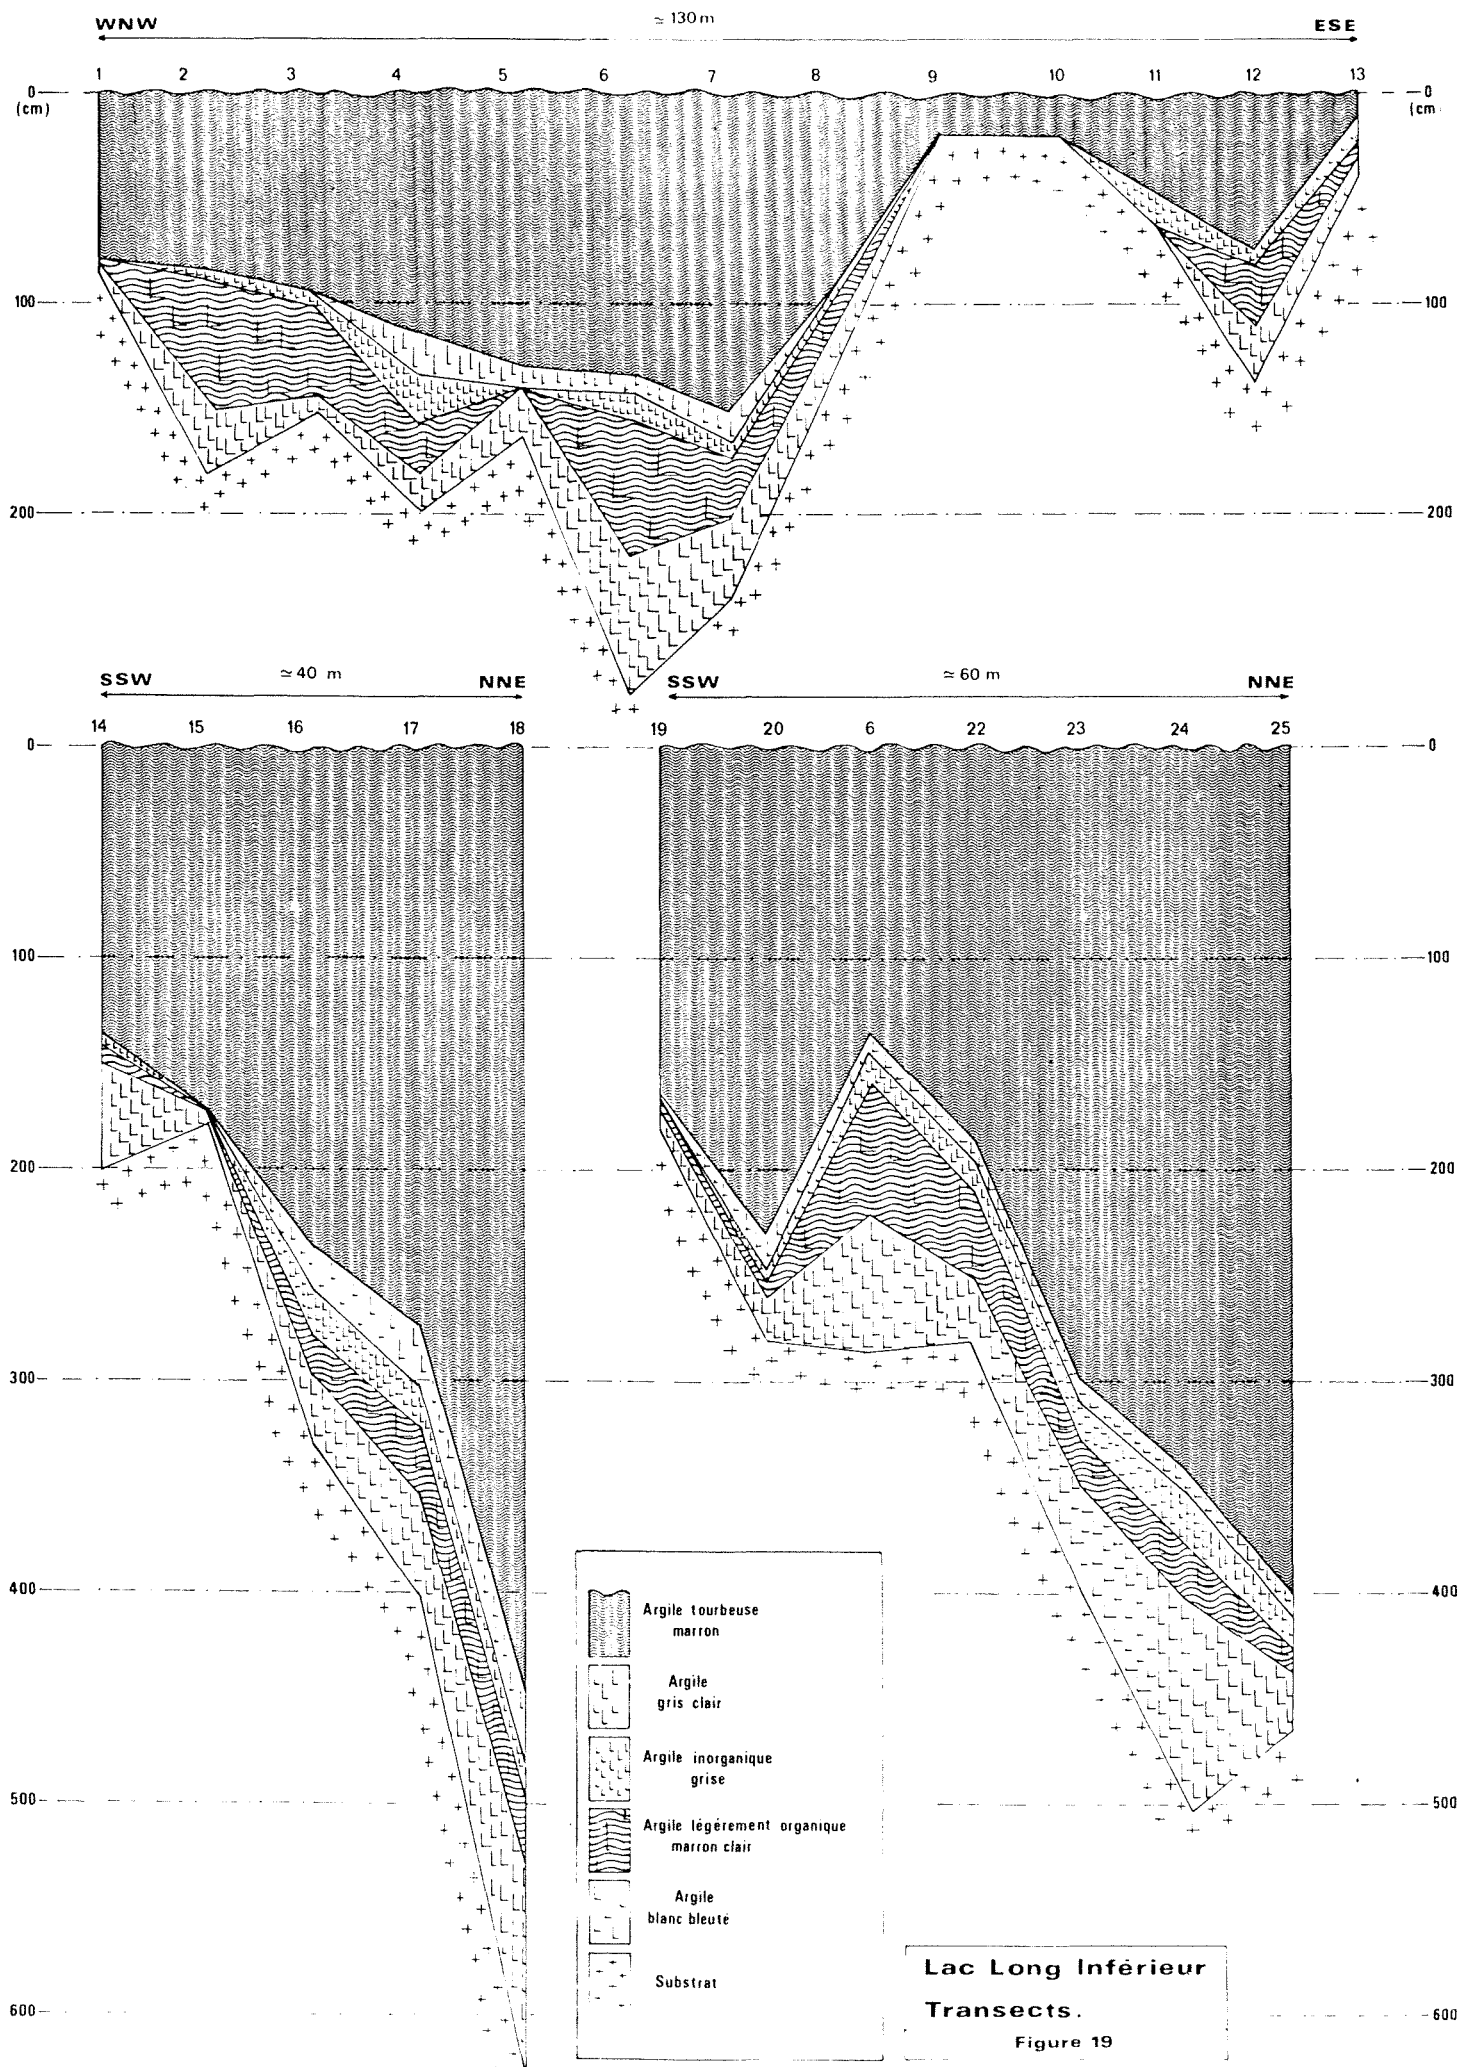 WNW ≃ 130 m ESE
1 2 3 4 5 6 7 8 9 10 11 12 13
0 0
(cm) (cm
100 100
200 200
SSW ≃ 40 m NNE SSW ≃ 60 m NNE
14 15 16 17 18 19 20 6 22 23 24 25
0 0
100 100
200 200
300 300
400 400
500 500
600 600
Argile tourbeuse
marron
Argile
gris clair
Argile inorganique
grise
Argile légérement organique
marron clair
Argile
blanc bleuté
Substrat
Lac Long Inférieur
Transects.
Figure 19